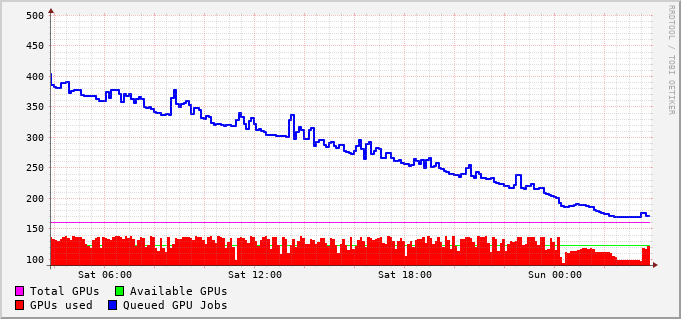 500
450
400
350
300
250
200
150
100
Sat 06:00 Sat 12:00 Sat 18:00 Sun 00:00
Total GPUs Available GPUs
GPUs used Queued GPU Jobs
RRDTOOL / TOBI OETIKER